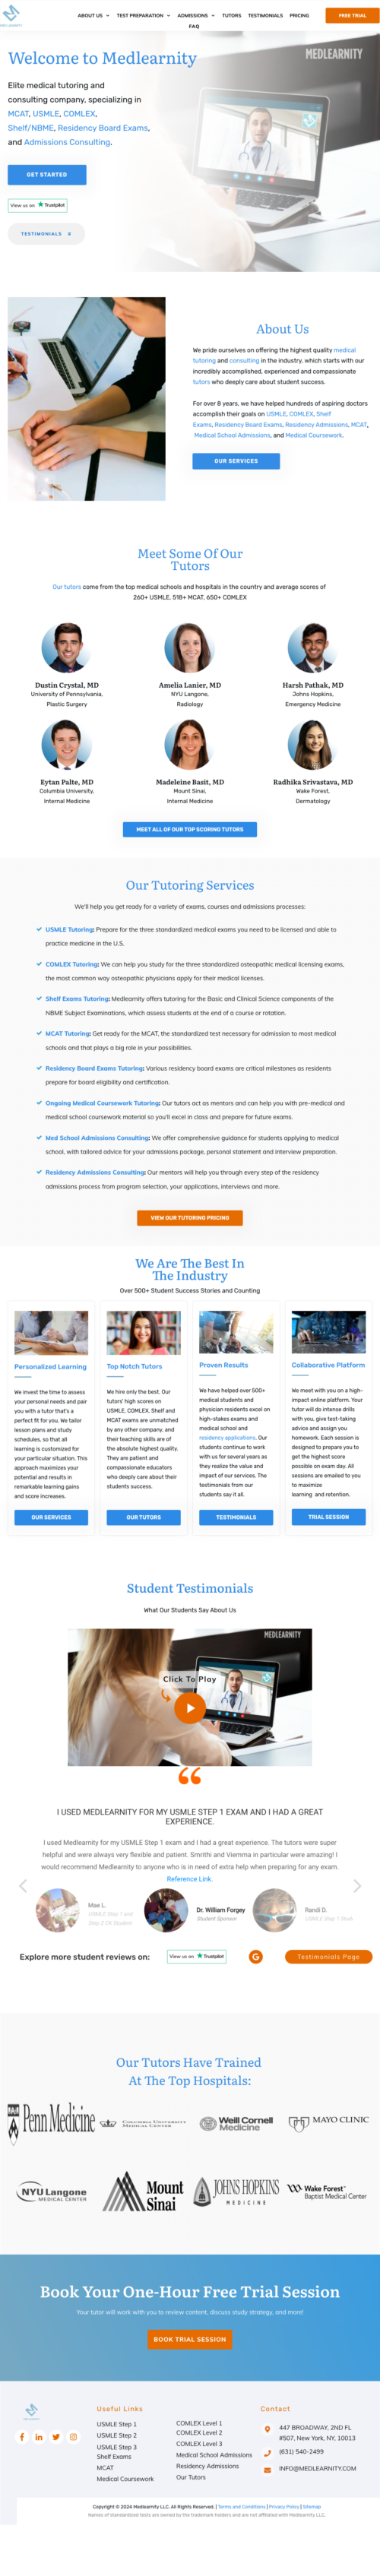 ABOUT US
TEST PREPARATION
ADMISSIONS
TUTORS
TESTIMONIALS
PRICING
FAQ
FREE TRIAL
Welcome to Medlearnity
MEDLEARNITY
Elite medical tutoring and
consulting company, specializing in
MCAT, USMLE, COMLEX,
Shelf/NBME, Residency Board Exams,
and Admissions Consulting.
GET STARTED
View us on Trustpilot
TESTIMONIALS
About Us
We pride ourselves on offering the highest quality medical
tutoring and consulting in the industry, which starts with our
incredibly accomplished, experienced and compassionate
tutors who deeply care about student success.
For over 8 years, we have helped hundreds of aspiring doctors
accomplish their goals on USMLE, COMLEX, Shelf
Exams, Residency Board Exams, Residency Admissions, MCAT,
Medical School Admissions, and Medical Coursework.
OUR SERVICES
Meet Some Of Our
Tutors
Our tutors come from the top medical schools and hospitals in the country and average scores of
260+ USMLE, 518+ MCAT, 650+ COMLEX
Dustin Crystal, MD
University of Pennsylvania,
Plastic Surgery
Amelia Lanier, MD
NYU Langone,
Radiology
Harsh Pathak, MD
Johns Hopkins,
Emergency Medicine
Eytan Palte, MD
Columbia University,
Internal Medicine
Madeleine Basit, MD
Mount Sinai,
Internal Medicine
Radhika Srivastava, MD
Wake Forest,
Dermatology
MEET ALL OF OUR TOP SCORING TUTORS
Our Tutoring Services
We'll help you get ready for a variety of exams, courses and admissions processes:
USMLE Tutoring: Prepare for the three standardized medical exams you need to be licensed and able to
practice medicine in the U.S.
COMLEX Tutoring: We can help you study for the three standardized osteopathic medical licensing exams,
the most common way osteopathic physicians apply for their medical licenses.
Shelf Exams Tutoring: Medlearnity offers tutoring for the Basic and Clinical Science components of the
NBME Subject Examinations, which assess students at the end of a course or rotation.
MCAT Tutoring: Get ready for the MCAT, the standardized test necessary for admission to most medical
schools and that plays a big role in your possibilities.
Residency Board Exams Tutoring: Various residency board exams are critical milestones as residents
prepare for board eligibility and certification.
Ongoing Medical Coursework Tutoring: Our tutors act as mentors and can help you with pre-medical and
medical school coursework material so you'll excel in class and prepare for future exams.
Med School Admissions Consulting: We offer comprehensive guidance for students applying to medical
school, with tailored advice for your admissions package, personal statement and interview preparation.
Residency Admissions Consulting: Our mentors will help you through every step of the residency
admissions process from program selection, your applications, interviews and more.
VIEW OUR TUTORING PRICING
We Are The Best In
The Industry
Over 500+ Student Success Stories and Counting
Personalized Learning
We invest the time to assess
your personal needs and pair
you with a tutor that's a
perfect fit for you. We tailor
lesson plans and study
schedules, so that all
learning is customized for
your particular situation. This
approach maximizes your
potential and results in
remarkable learning gains
and score increases.
OUR SERVICES
Top Notch Tutors
We hire only the best. Our
tutors' high scores on
USMLE, COMLEX, Shelf and
MCAT exams are unmatched
by any other company, and
their teaching skills are of
the absolute highest quality.
They are patient and
compassionate educators
who deeply care about their
students success.
OUR TUTORS
Proven Results
We have helped over 500+
medical students and
physician residents excel on
high-stakes exams and
medical school and
residency applications. Our
students continue to work
with us for several years as
they realize the value and
impact of our services. The
testimonials from our
students say it all.
TESTIMONIALS
Collaborative Platform
We meet with you on a high-
impact online platform. Your
tutor will do interact drills
with you, give test-taking
advice and assign you
homework. Each session is
designed to prepare you to
get the highest score
possible on exam day. All
sessions are emailed to you
to maximize
learning and retention.
TRIAL SESSION
Student Testimonials
What Our Students Say About Us
MEDLEARNITY
Click To Play
I USED MEDLEARNITY FOR MY USMLE STEP 1 EXAM AND I HAD A GREAT
EXPERIENCE.
I used Medlearnity for my USMLE Step 1 exam and I had a great experience. The tutors were super
helpful and were always very flexible and patient. Smrithi and Viemma in particular were amazing! I
would recommend Medlearnity to anyone who is in need of extra help when preparing for any exam.
Reference Link.
Mae L.
USMLE Step 1 and
Step 2 CK Student
Dr. William Forgey
Student Sponsor
Randi D.
USMLE Step 1 Stude
Explore more student reviews on:
View us on Trustpilot
G
Testimonials Page
Our Tutors Have Trained
At The Top Hospitals:
Penn Medicine
COLUMBIA UNIVERSITY
MEDICAL CENTER
Weill Cornell
Medicine
MAYO CLINIC
NYU Langone
MEDICAL CENTER
Mount
Sinai
JOHNS HOPKINS
MEDICINE
Wake Forest
Baptist Medical Center
Book Your One-Hour Free Trial Session
Your tutor will work with you to review content, discuss study strategy, and more!
BOOK TRIAL SESSION
Useful Links
USMLE Step 1
USMLE Step 2
USMLE Step 3
Shelf Exams
MCAT
Medical Coursework
COMLEX Level 1
COMLEX Level 2
COMLEX Level 3
Medical School Admissions
Residency Admissions
Our Tutors
Contact
447 BROADWAY, 2ND FL
#507, New York, NY, 10013
(631) 540-2499
INFO@MEDLEARNITY.COM
Copyright © 2024 Medlearnity LLC. All Rights Reserved. | Terms and Conditions | Privacy Policy | Sitemap
Names of standardized tests are owned by the trademark holders and are not affiliated with Medlearnity LLC.